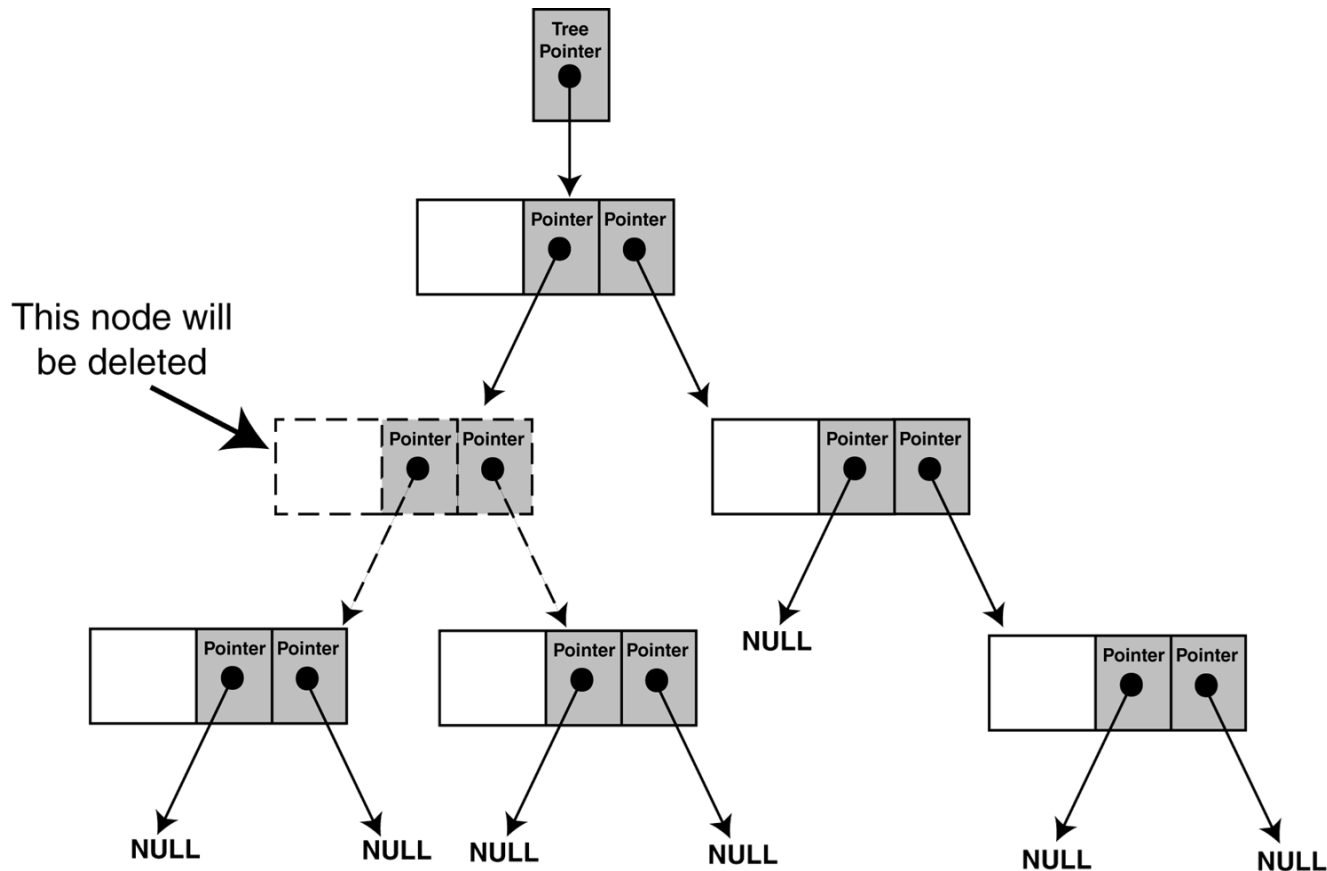 Tree
Pointer
Pointer Pointer
This node will
be deleted
Pointer Pointer
Pointer Pointer
Pointer Pointer
Pointer Pointer
NULL
Pointer Pointer
NULL
NULL
NULL
NULL
NULL
NULL